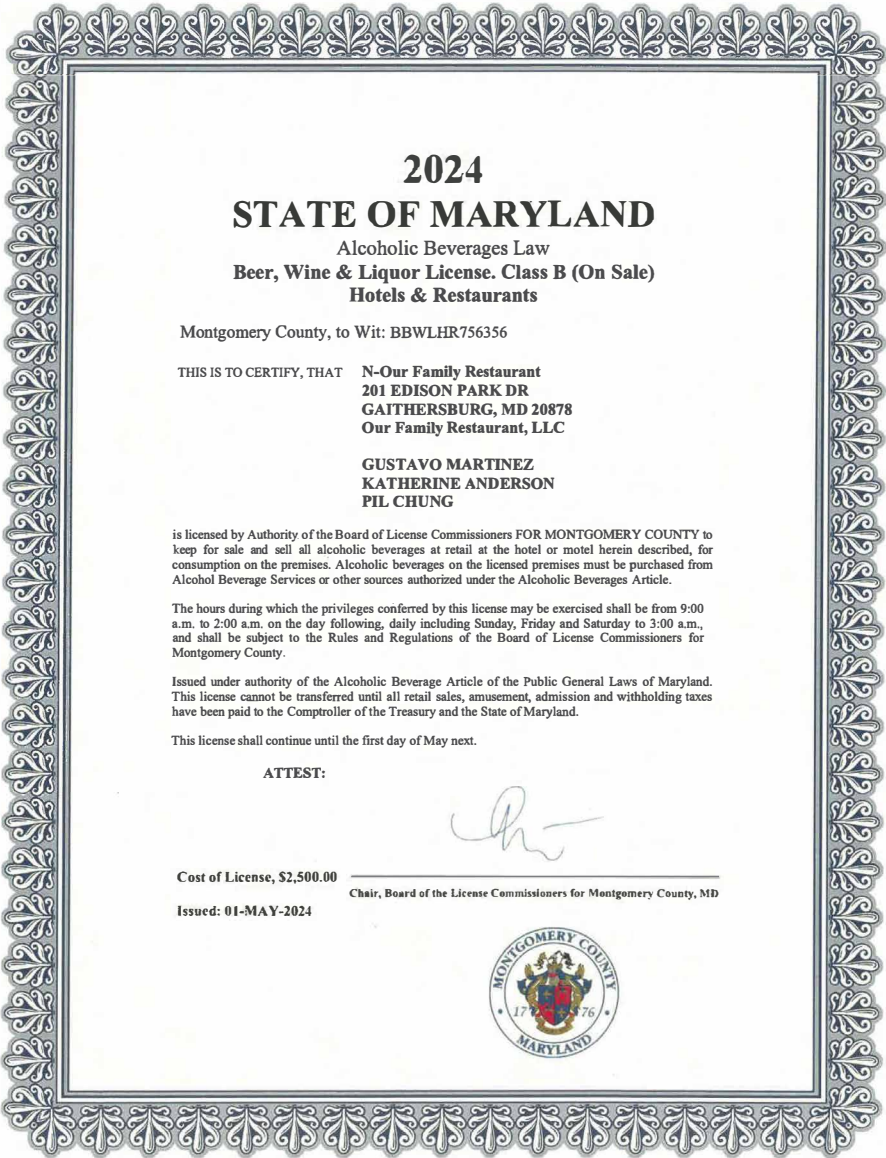 2024
STATE OF MARYLAND
Alcoholic Beverages Law
Beer, Wine & Liquor License. Class B (On Sale)
Hotels & Restaurants
Montgomery County, to Wit: BBWLHR756356
THIS IS TO CERTIFY, THAT N-Our Family Restaurant
201 EDISON PARK DR
GAITHERSBURG, MD 20878
Our Family Restaurant, LLC
GUSTAVO MARTINEZ
KATHERINE ANDERSON
PIL CHUNG
is licensed by Authority of the Board of License Commissioners FOR MONTGOMERY COUNTY to
keep for sale and sell all alcoholic beverages at retail at the hotel or motel herein described, for
consumption on the premises. Alcoholic beverages on the licensed premises must be purchased from
Alcohol Beverage Services or other sources authorized under the Alcoholic Beverages Article.
The hours during which the privileges conferred by this license may be exercised shall be from 9:00
a.m. to 2:00 a.m. on the day following, daily including Sunday, Friday and Saturday to 3:00 a.m.,
and shall be subject to the Rules and Regulations of the Board of License Commissioners for
Montgomery County.
Issued under authority of the Alcoholic Beverage Article of the Public General Laws of Maryland.
This license cannot be transferred until all retail sales, amusement, admission and withholding taxes
have been paid to the Comptroller of the Treasury and the State of Maryland.
This license shall continue until the first day of May next.
ATTEST:
Cost of License, $2,500.00
Chair, Board of the License Commissioners for Montgomery County, MD
Issued: 01-MAY-2024
MONTGOMERY COUNTY
1776
MARYLAND